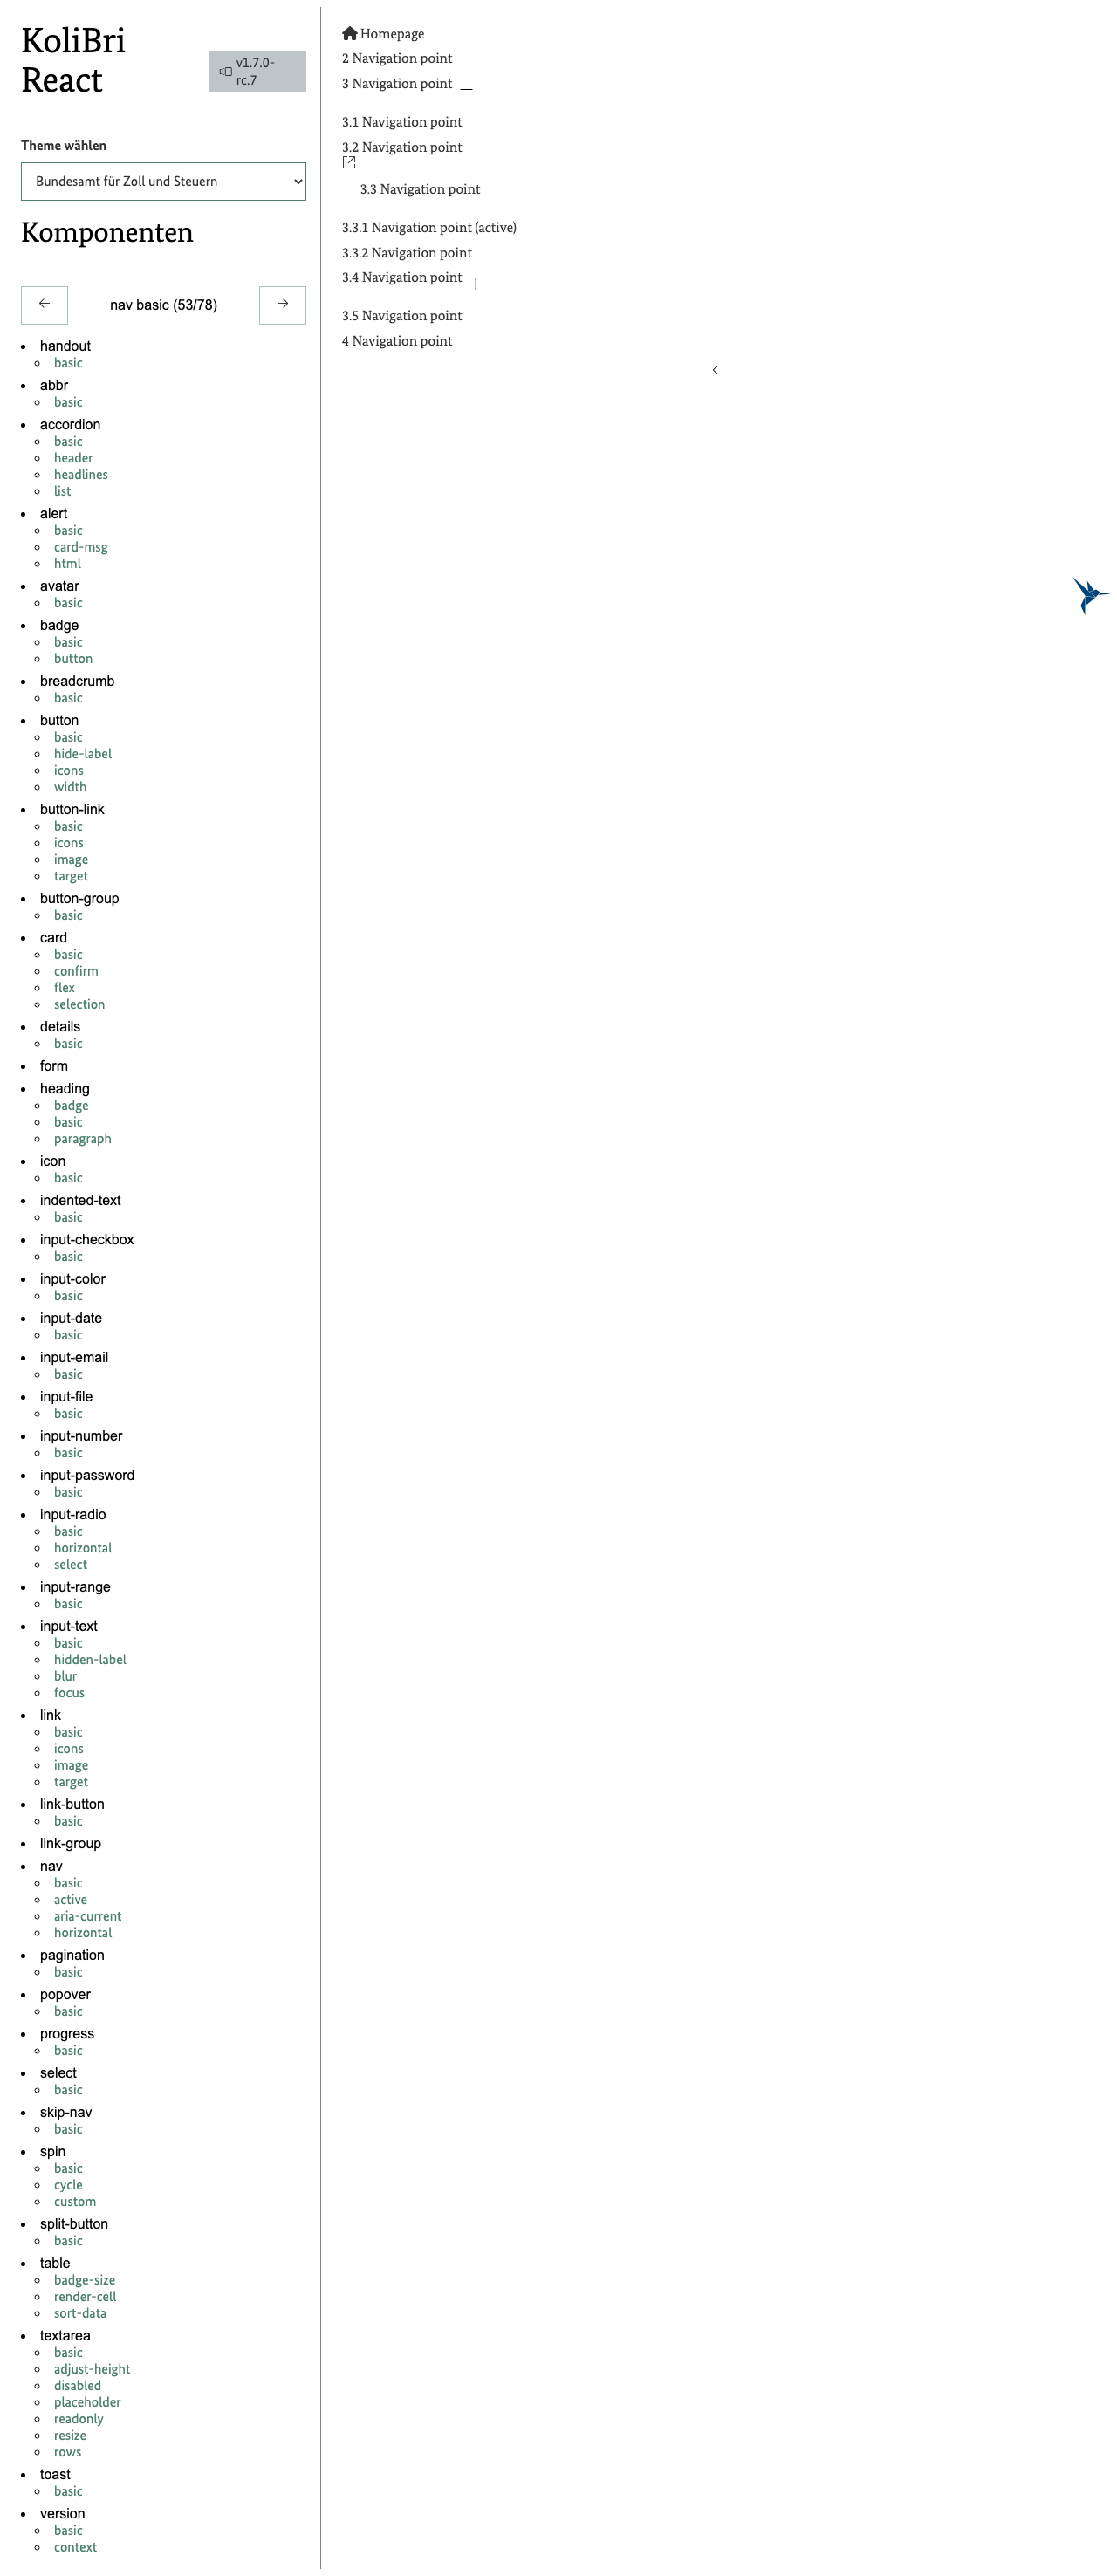 KoliBri
React
v1.7.0-
rc.7
Theme wählen
Bundesamt für Zoll und Steuern
Komponenten
nav basic (53/78)
handout
basic
abbr
basic
accordion
basic
header
headlines
list
alert
basic
card-msg
html
avatar
basic
badge
basic
button
breadcrumb
basic
button
basic
hide-label
icons
width
button-link
basic
icons
image
target
button-group
basic
card
basic
confirm
flex
selection
details
basic
form
heading
badge
basic
paragraph
icon
basic
indented-text
basic
input-checkbox
basic
input-color
basic
input-date
basic
input-email
basic
input-file
basic
input-number
basic
input-password
basic
input-radio
basic
horizontal
select
input-range
basic
input-text
basic
hidden-label
blur
focus
link
basic
icons
image
target
link-button
basic
link-group
nav
basic
active
aria-current
horizontal
pagination
basic
popover
basic
progress
basic
select
basic
skip-nav
basic
spin
basic
cycle
custom
split-button
basic
table
badge-size
render-cell
sort-data
textarea
basic
adjust-height
disabled
placeholder
readonly
resize
rows
toast
basic
version
basic
context
Homepage
2 Navigation point
3 Navigation point
3.1 Navigation point
3.2 Navigation point
3.3 Navigation point
3.3.1 Navigation point (active)
3.3.2 Navigation point
3.4 Navigation point
3.5 Navigation point
4 Navigation point